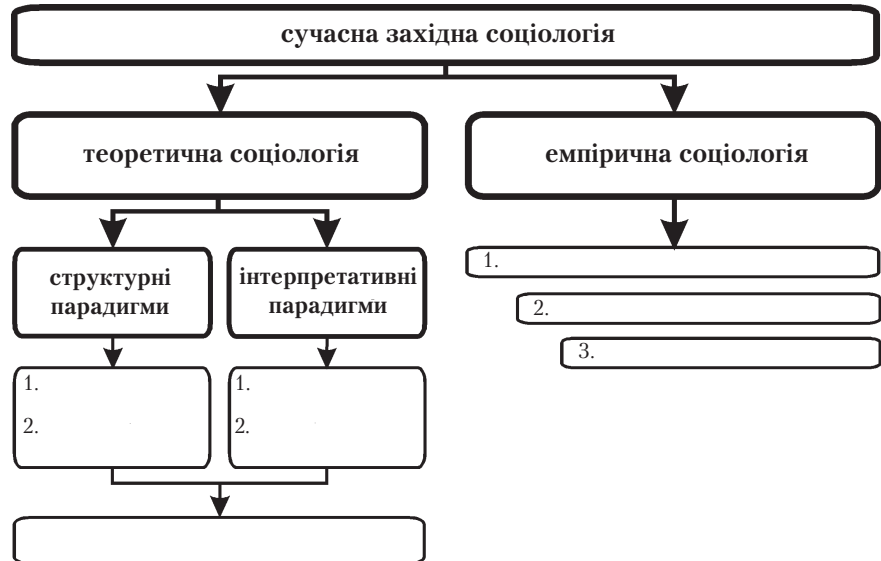 сучасна західна соціологія
теоретична соціологія
емпірична соціологія
структурні
парадигми
інтерпретативні
парадигми
1.
2.
3.
1.
2.
1.
2.